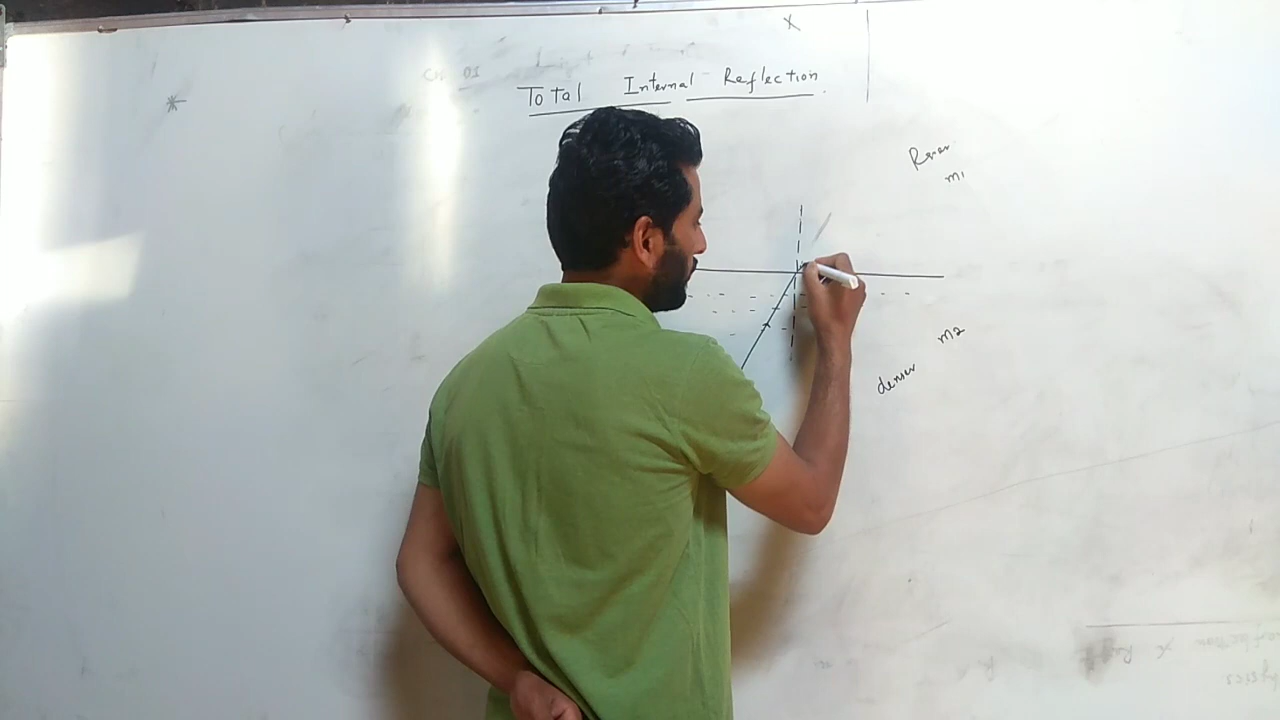 x
Total Internal Reflection.
Rarer
m1
m2
denser